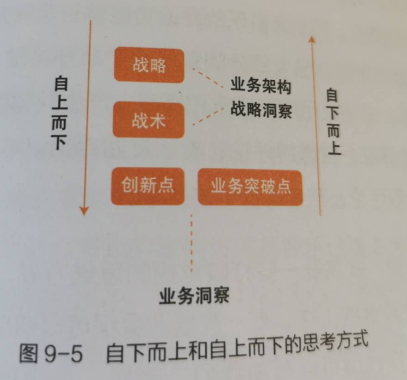 自上而下
战略
战术
创新点
业务突破点
业务架构
战略洞察
自下而上
业务洞察
图 9-5 自下而上和自上而下的思考方式